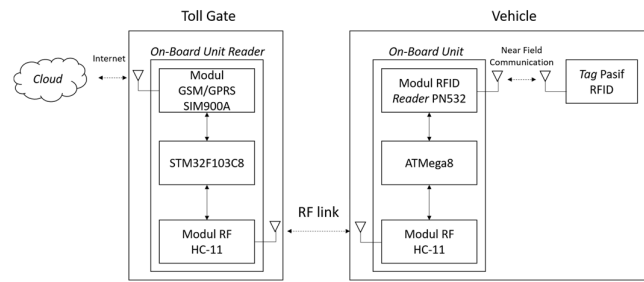 Toll Gate
Vehicle
On-Board Unit Reader
On-Board Unit
Internet
Cloud
Modul
GSM/GPRS
SIM900A
STM32F103C8
Modul RF
HC-11
RF link
Modul RFID
Reader PN532
ATMega8
Modul RF
HC-11
Near Field
Communication
Tag Pasif
RFID